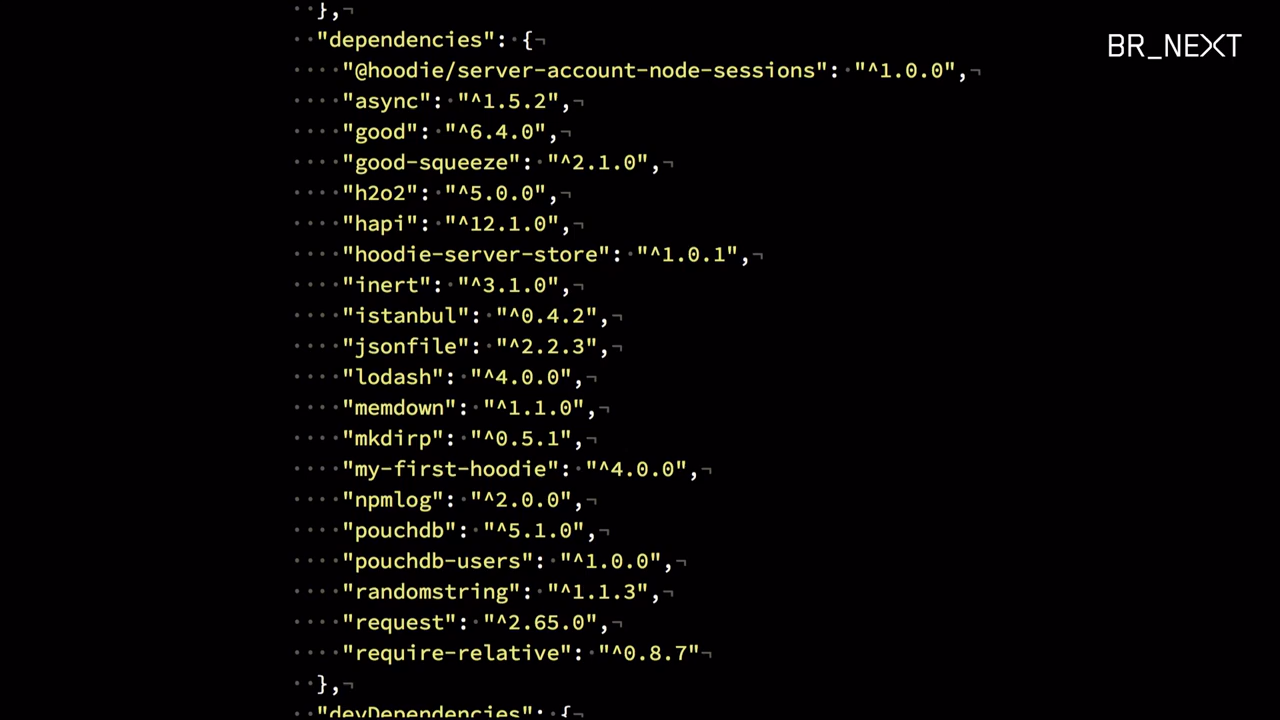 },¬
"dependencies": {¬
"@hoodie/server-account-node-sessions": "^1.0.0",¬
"async": "^1.5.2",¬
"good": "^6.4.0",¬
"good-squeeze": "^2.1.0",¬
"h2o2": "^5.0.0",¬
"hapi": "^12.1.0",¬
"hoodie-server-store": "^1.0.1",¬
"inert": "^3.1.0",¬
"istanbul": "^0.4.2",¬
"jsonfile": "^2.2.3",¬
"lodash": "^4.0.0",¬
"memdown": "^1.1.0",¬
"mkdirp": "^0.5.1",¬
"my-first-hoodie": "^4.0.0",¬
"npmlog": "^2.0.0",¬
"pouchdb": "^5.1.0",¬
"pouchdb-users": "^1.0.0",¬
"randomstring": "^1.1.3",¬
"request": "^2.65.0",¬
"require-relative": "^0.8.7"¬
},¬
"devDependencies": {¬
BR_NEXT